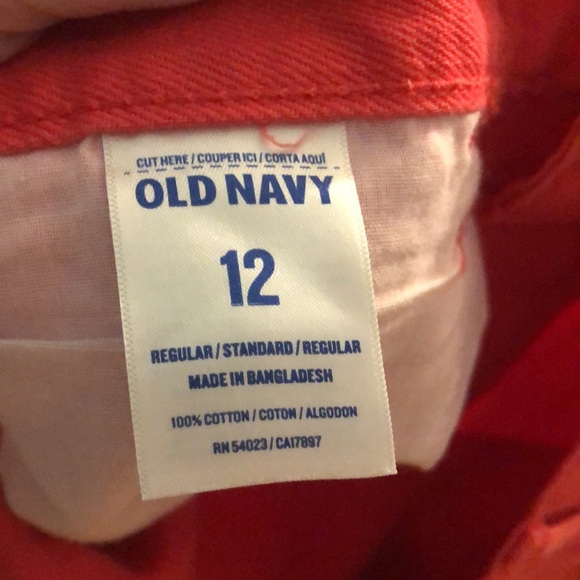 CUT HERE / COUPER ICI / CORTA AQUÍ
OLD NAVY
12
REGULAR / STANDARD / REGULAR
MADE IN BANGLADESH
100% COTTON / COTON / ALGODON
RN 54023 / CA17897